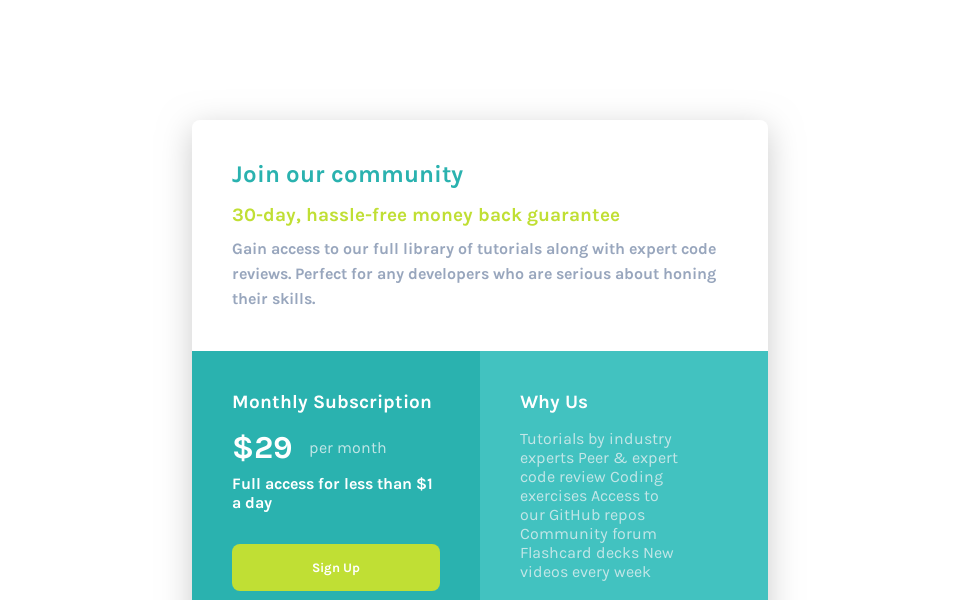 Join our community
30-day, hassle-free money back guarantee
Gain access to our full library of tutorials along with expert code
reviews. Perfect for any developers who are serious about honing
their skills.
Monthly Subscription
$29 per month
Full access for less than $1
a day
Sign Up
Why Us
Tutorials by industry
experts Peer & expert
code review Coding
exercises Access to
our GitHub repos
Community forum
Flashcard decks New
videos every week